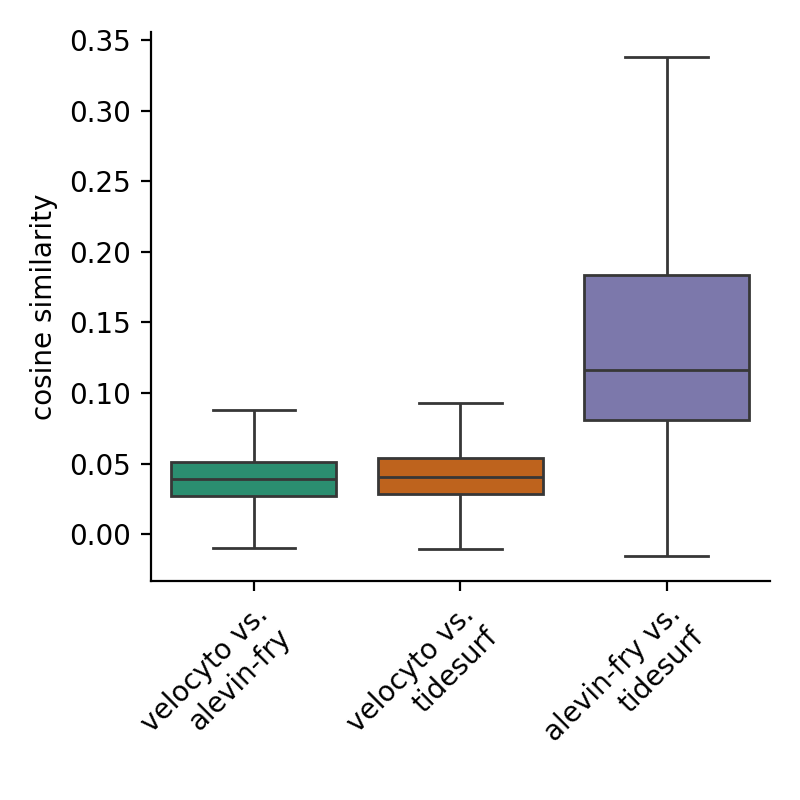 cosine similarity
0.35
0.30
0.25
0.20
0.15
0.10
0.05
0.00
velocyto vs.
alevin-fry
velocyto vs.
tidesurf
alevin-fry vs.
tidesurf